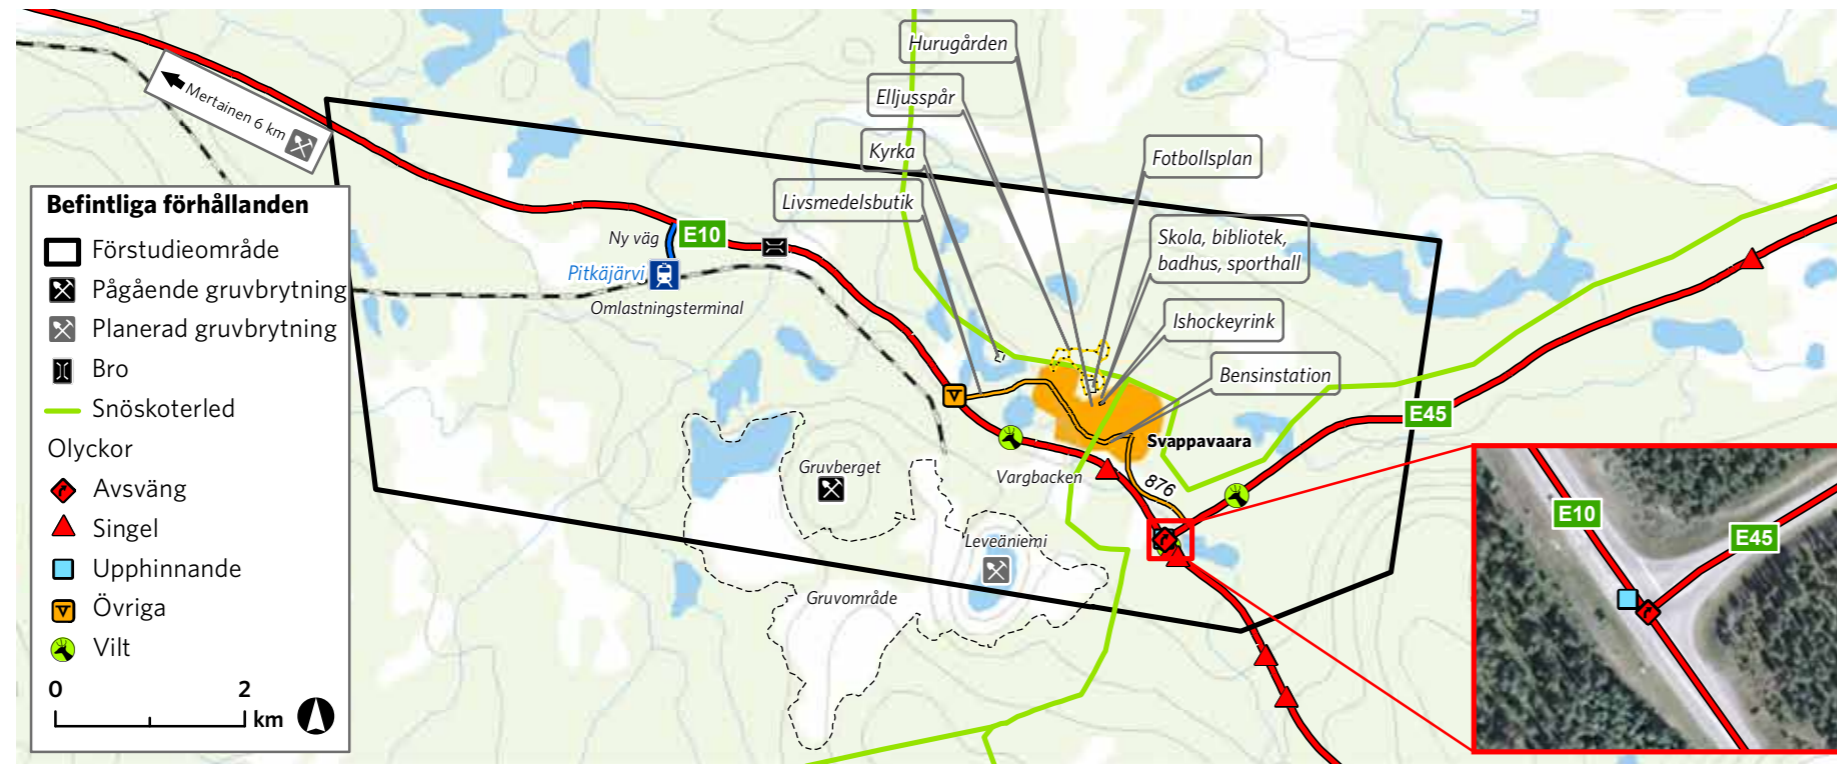 Hurugården
Elljusspår
Kyrka
Livsmedelsbutik
Fotbollsplan
Skola, bibliotek,
badhus, sporthall
Ishockeyrink
Bensinstation
Mertainen 6 km
Ny väg
E10
Pitkäjärvi
Omlastningsterminal
E45
Svappavaara
Vargbacken
876
Gruvberget
Leveäniemi
Gruvområde
E10
E45
Befintliga förhållanden
Förstudieområde
Pågående gruvbrytning
Planerad gruvbrytning
Bro
Snöskoterled
Olyckor
Avsväng
Singel
Upphinnande
Övriga
Vilt
0 2
km